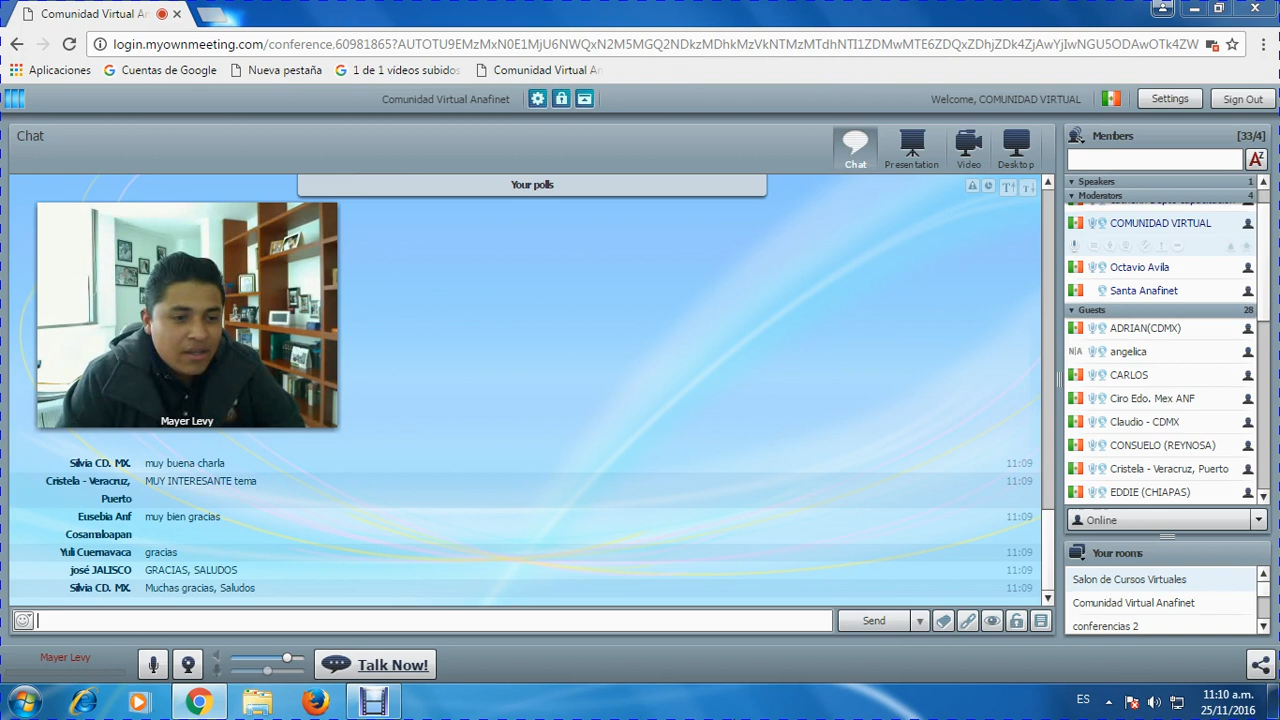 Comunidad Virtual An
login.myownmeeting.com/conference,60981865?AUTOTU9EMzMxN0E1MjU6NWQxN2M5MGQ2NDkzMDhkMzVkNTMzMTdhNTI1ZDMwMTE6ZDQxZDhjZDk4ZjAwYjIwNGU5ODAwOTk4ZW
Aplicaciones
Cuentas de Google
Nueva pestaña
1 de 1 vídeos subidos
Comunidad Virtual An
Comunidad Virtual Anafinet
Welcome, COMUNIDAD VIRTUAL
Settings
Sign Out
Chat
Chat
Presentation
Video
Desktop
Your polls
Mayer Levy
Silvia CD. MX. muy buena charla 11:09
Cristela - Veracruz, MUY INTERESANTE tema 11:09
Puerto
Eusebia Anf muy bien gracias 11:09
Cosamaloapan
Yuli Cuernavaca gracias 11:09
josé JALISCO GRACIAS, SALUDOS 11:09
Silvia CD. MX. Muchas gracias, Saludos 11:09
Send
Members [33/4]
Speakers 1
Moderators 4
COMUNIDAD VIRTUAL
Octavio Avila
Santa Anafinet
Guests 28
ADRIAN(CDMX)
N/A angelica
CARLOS
Ciro Edo. Mex ANF
Claudio - CDMX
CONSUELO (REYNOSA)
Cristela - Veracruz, Puerto
EDDIE (CHIAPAS)
Online
Your rooms
Salon de Cursos Virtuales
Comunidad Virtual Anafinet
conferencias 2
Mayer Levy
Talk Now!
ES
11:10 a.m.
25/11/2016